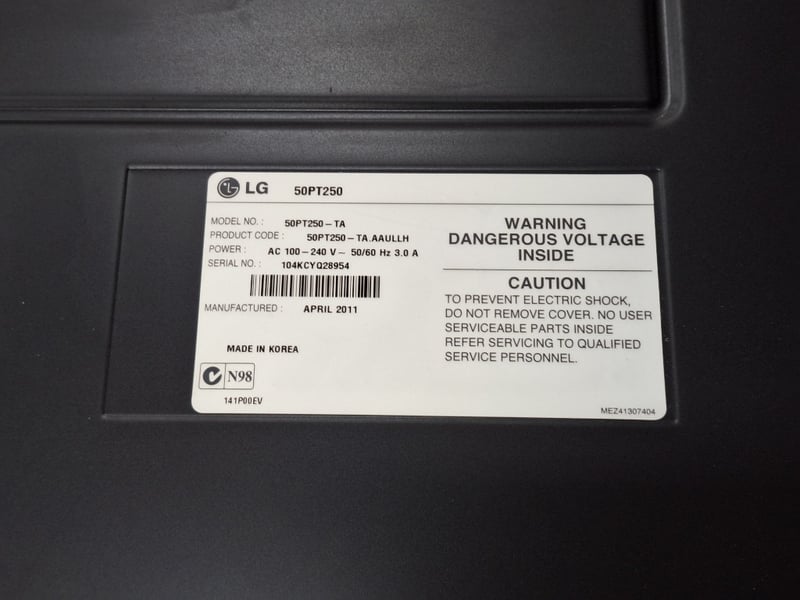 LG 50PT250
MODEL NO. : 50PT250-TA
PRODUCT CODE : 50PT250-TA.AAULLH
POWER : AC 100-240 V~ 50/60 Hz 3.0 A
SERIAL NO. : 104KCYQ28954
MANUFACTURED : APRIL 2011
MADE IN KOREA
N98
141P00EV
WARNING
DANGEROUS VOLTAGE
INSIDE
CAUTION
TO PREVENT ELECTRIC SHOCK,
DO NOT REMOVE COVER. NO USER
SERVICEABLE PARTS INSIDE
REFER SERVICING TO QUALIFIED
SERVICE PERSONNEL.
MEZ41307404